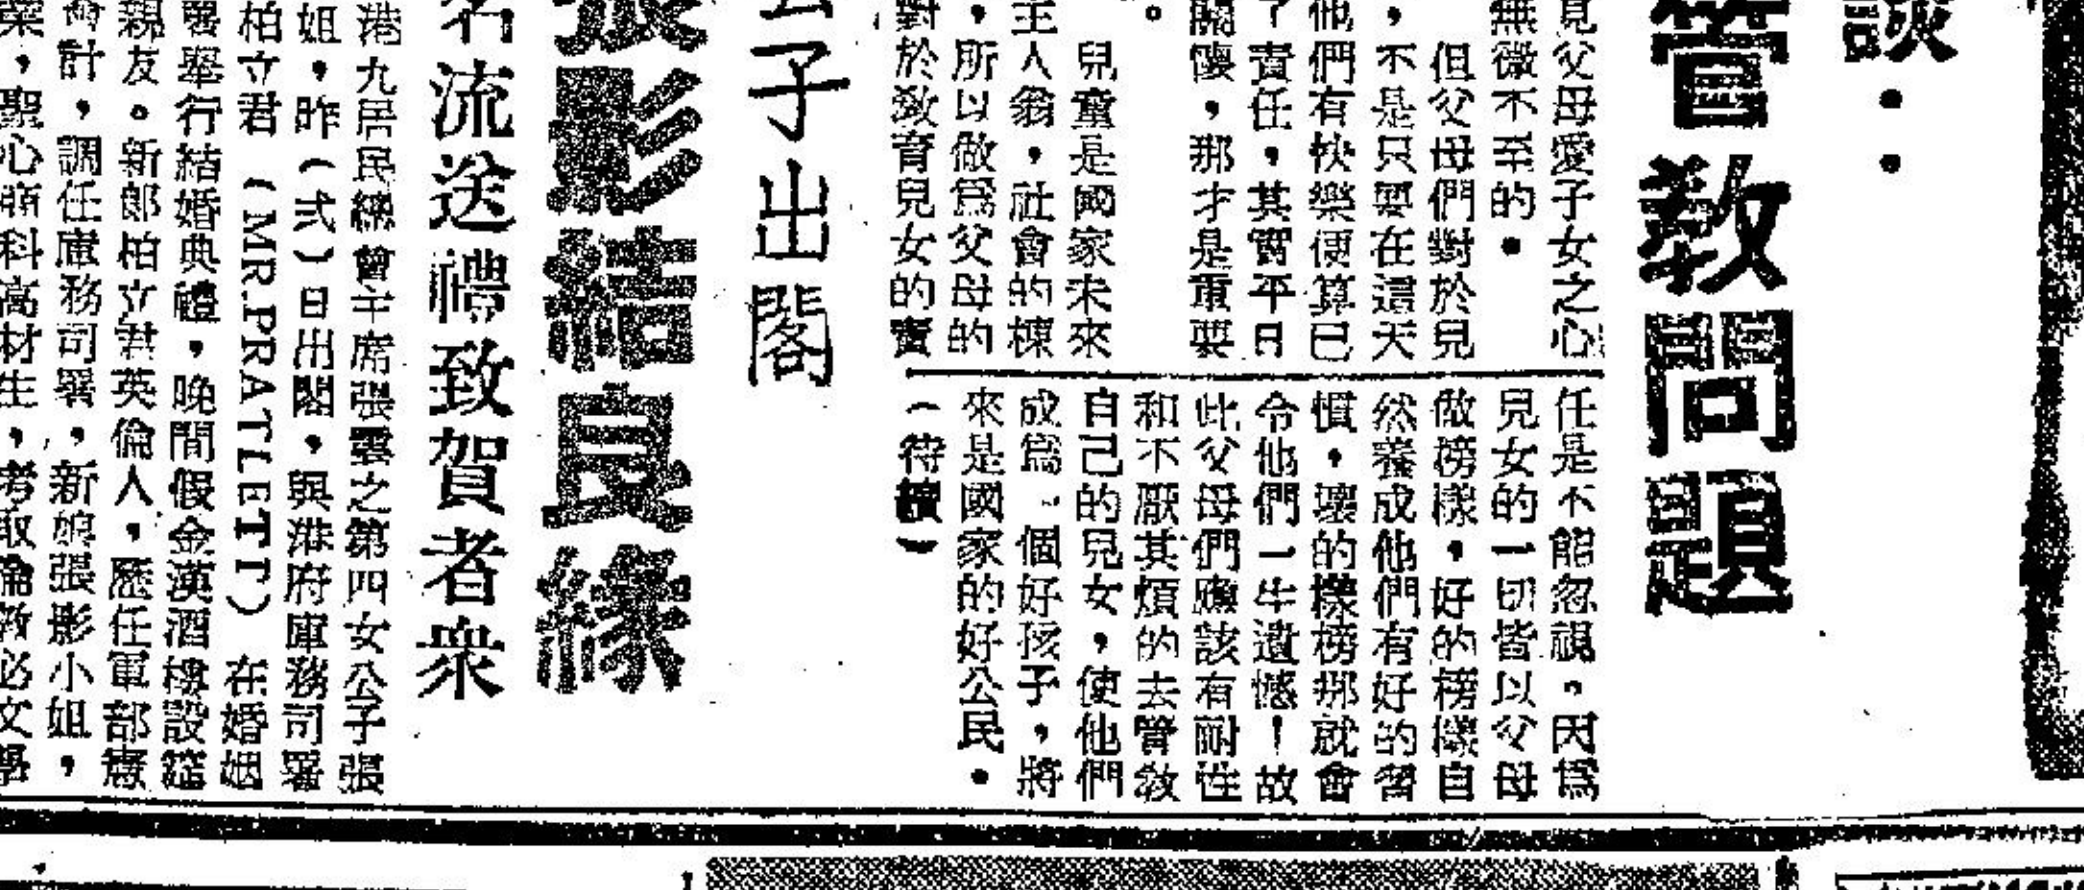 談：
管教問題
見父母愛子女之心
無微不至的。
但父母們對於兒
，不是只要在這天
他們有快樂便算已
了責任，其實平日
關懷，那才是重要
。
兒童是國家未來
主人翁，社會的棟
，所以做爲父母的
對於教育兒女的責
任是不能忽視。因爲
兒女的一切皆以父母
做榜樣，好的榜樣自
然養成他們有好的習
慣，壞的樣榜那就會
令他們一生遺憾！故
此父母們應該有耐性
和不厭其煩的去管教
自己的兒女，使他們
成爲一個好孩子，將
來是國家的好公民。
（待續）
公子出閣
張影結良緣
名流送禮致賀者衆
港九居民總會主席張雲之第四女公子張
姐，昨（弍）日出閣，與港府庫務司署
柏立君（MR.PRATLETT）在婚姻
署舉行結婚典禮，晚間假金漢酒樓設筵
親友。新郎柏立君英倫人，歷任軍部憲
計，調任庫務司署，新娘張影小姐，
業，聖心商科高材生，考取倫敦必文學